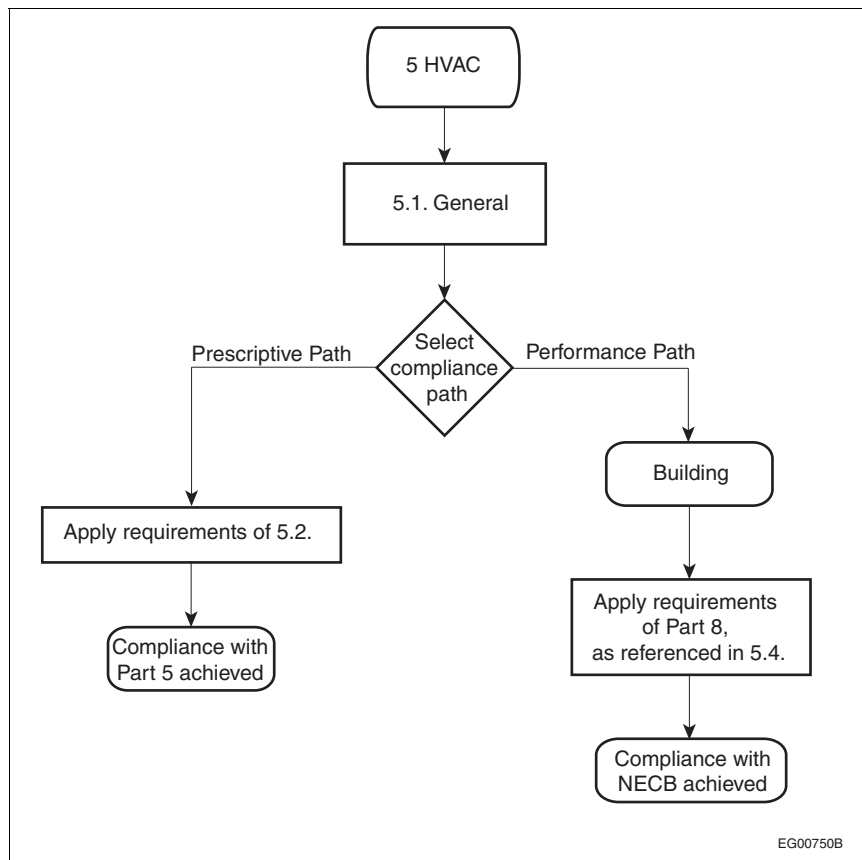 5 HVAC
5.1. General
Select
compliance
path
Prescriptive Path
Performance Path
Apply requirements of 5.2.
Compliance with
Part 5 achieved
Building
Apply requirements
of Part 8,
as referenced in 5.4.
Compliance with
NECB achieved
EG00750B